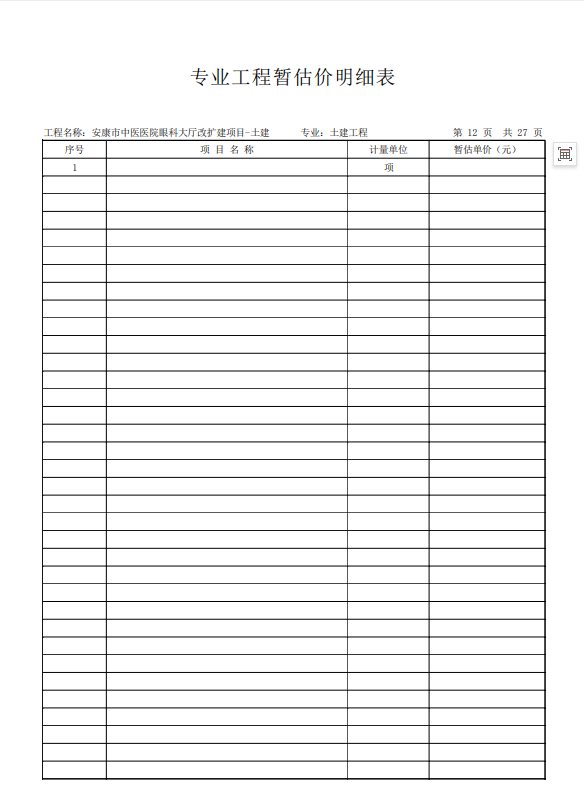 专业工程暂估价明细表
工程名称：安康市中医医院眼科大厅改扩建项目-土建 专业：土建工程 第 12 页 共 27 页
序号 项 目 名 称 计量单位 暂估单价（元）
1 项